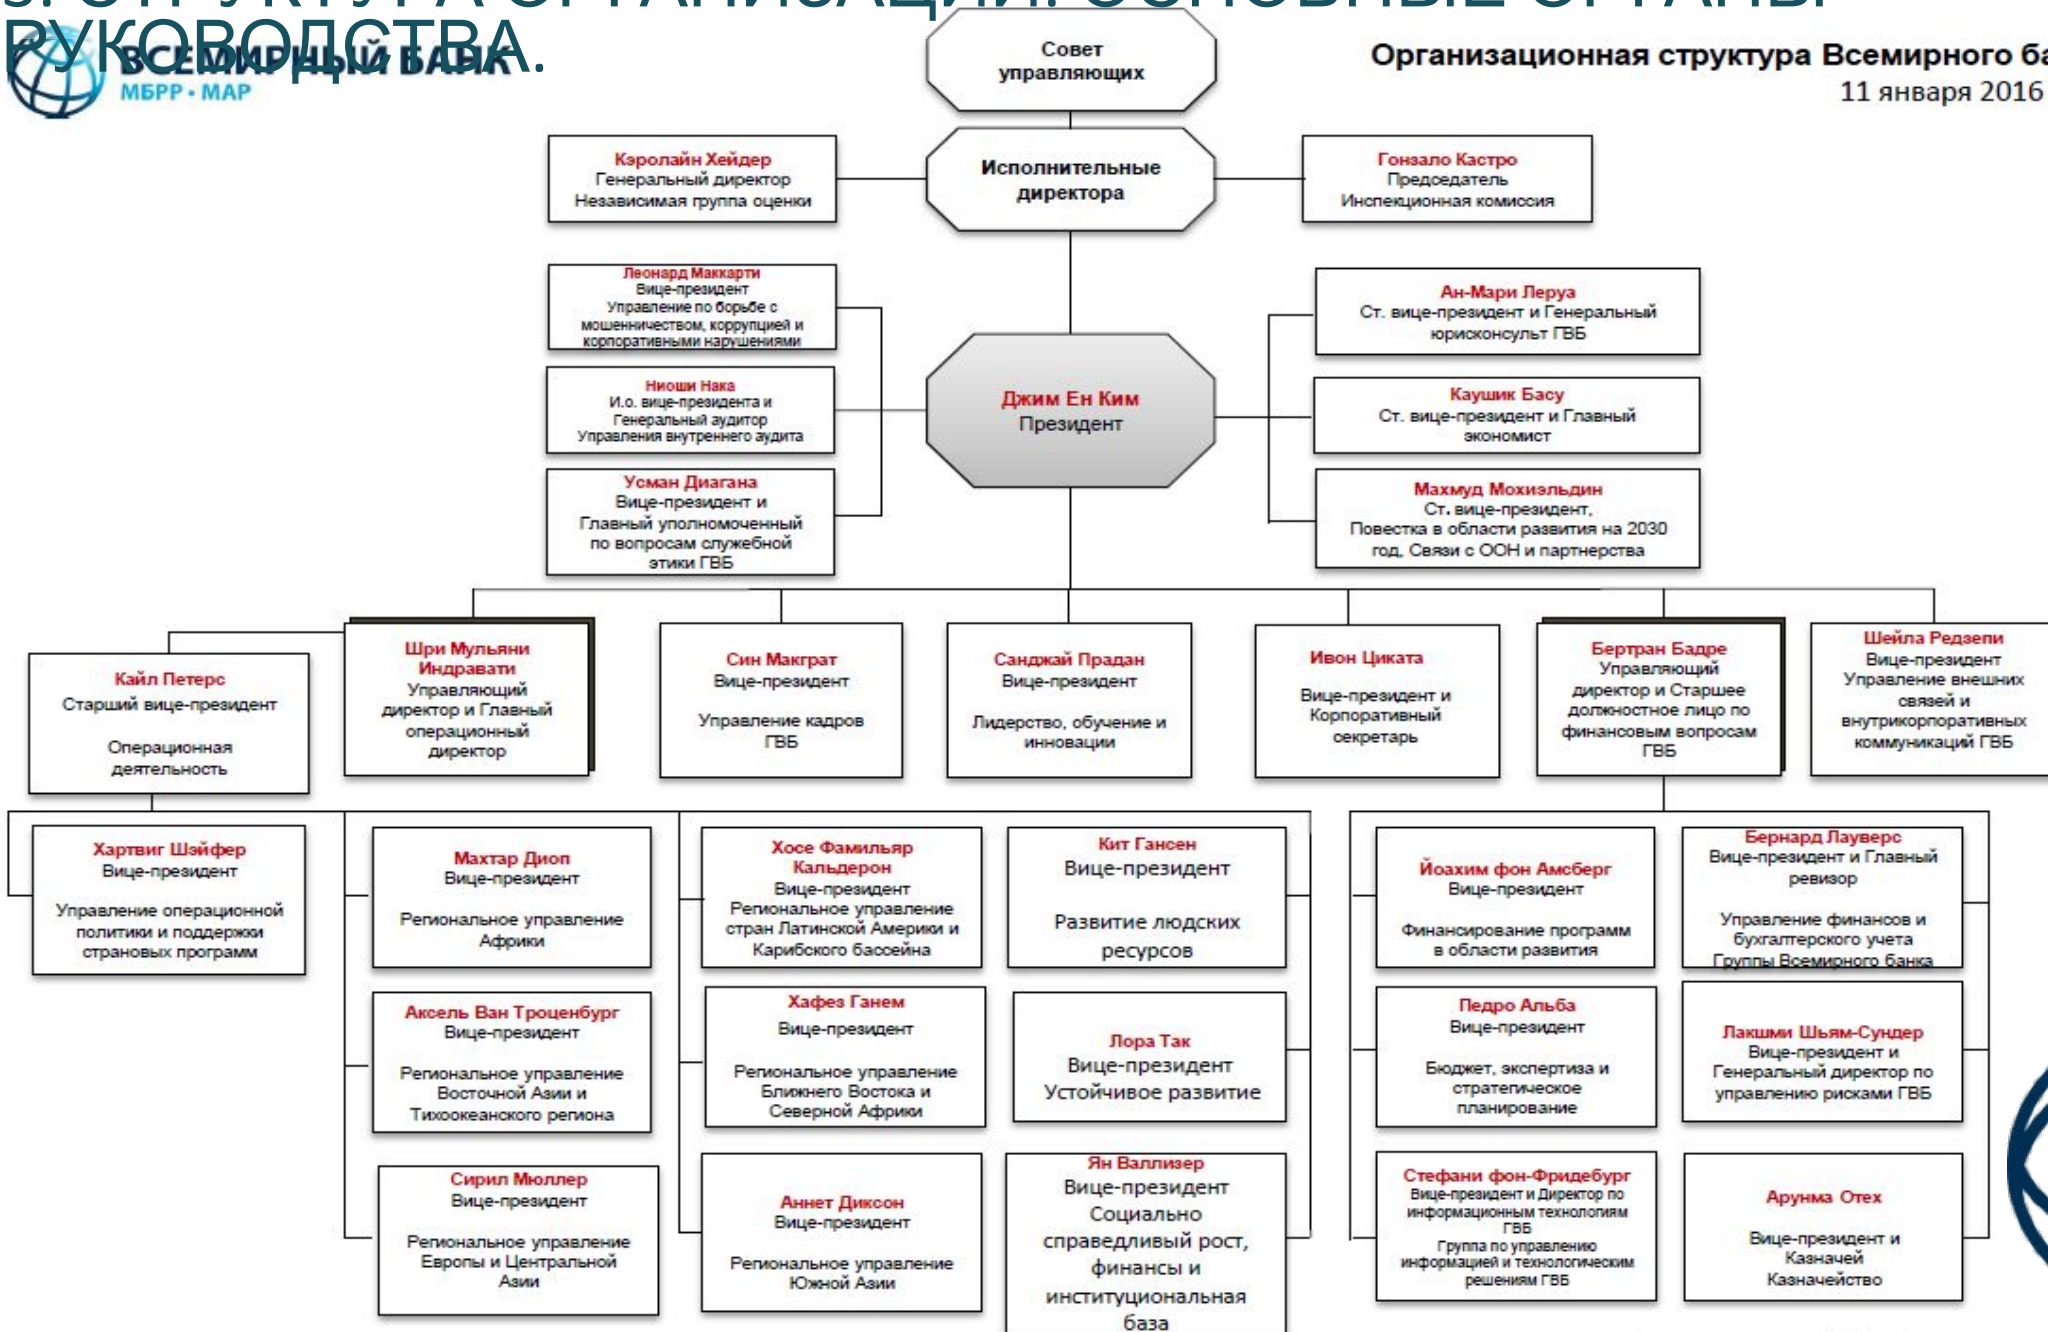 3. СТРУКТУРА ОРГАНИЗАЦИИ. ОСНОВНЫЕ ОРГАНЫ
РУКОВОДСТВА.
ВСЕМИРНЫЙ БАНК
МБРР • МАР
Организационная структура Всемирного ба
11 января 2016
Совет
управляющих
Кэролайн Хейдер
Генеральный директор
Независимая группа оценки
Исполнительные
директора
Гонзало Кастро
Председатель
Инспекционная комиссия
Леонард Маккарти
Вице-президент
Управление по борьбе с
мошенничеством, коррупцией и
корпоративными нарушениями
Ниоши Нака
И.о. вице-президента и
Генеральный аудитор
Управления внутреннего аудита
Усман Диагана
Вице-президент и
Главный уполномоченный
по вопросам служебной
этики ГВБ
Джим Ен Ким
Президент
Ан-Мари Леруа
Ст. вице-президент и Генеральный
юрисконсульт ГВБ
Каушик Басу
Ст. вице-президент и Главный
экономист
Махмуд Мохиэльдин
Ст. вице-президент,
Повестка в области развития на 2030
год, Связи с ООН и партнерства
Кайл Петерс
Старший вице-президент
Операционная
деятельность
Шри Мульяни
Индравати
Управляющий
директор и Главный
операционный
директор
Син Макграт
Вице-президент
Управление кадров
ГВБ
Санджай Прадан
Вице-президент
Лидерство, обучение и
инновации
Ивон Циката
Вице-президент и
Корпоративный
секретарь
Бертран Бадре
Управляющий
директор и Старшее
должностное лицо по
финансовым вопросам
ГВБ
Шейла Редзепи
Вице-президент
Управление внешних
связей и
внутрикорпоративных
коммуникаций ГВБ
Хартвиг Шэйфер
Вице-президент
Управление операционной
политики и поддержки
страновых программ
Махтар Диоп
Вице-президент
Региональное управление
Африки
Хосе Фамильяр
Кальдерон
Вице-президент
Региональное управление
стран Латинской Америки и
Карибского бассейна
Кит Гансен
Вице-президент
Развитие людских
ресурсов
Йоахим фон Амсберг
Вице-президент
Финансирование программ
в области развития
Бернард Лауверс
Вице-президент и Главный
ревизор
Управление финансов и
бухгалтерского учета
Группы Всемирного банка
Аксель Ван Троценбург
Вице-президент
Региональное управление
Восточной Азии и
Тихоокеанского региона
Хафез Ганем
Вице-президент
Региональное управление
Ближнего Востока и
Северной Африки
Лора Так
Вице-президент
Устойчивое развитие
Педро Альба
Вице-президент
Бюджет, экспертиза и
стратегическое
планирование
Лакшми Шьям-Сундер
Вице-президент и
Генеральный директор по
управлению рисками ГВБ
Сирил Мюллер
Вице-президент
Региональное управление
Европы и Центральной
Азии
Аннет Диксон
Вице-президент
Региональное управление
Южной Азии
Ян Валлизер
Вице-президент
Социально
справедливый рост,
финансы и
институциональная
база
Стефани фон-Фридебург
Вице-президент и Директор по
информационным технологиям
ГВБ
Группа по управлению
информацией и технологическим
решениям ГВБ
Арунма Отех
Вице-президент и
Казначей
Казначейство